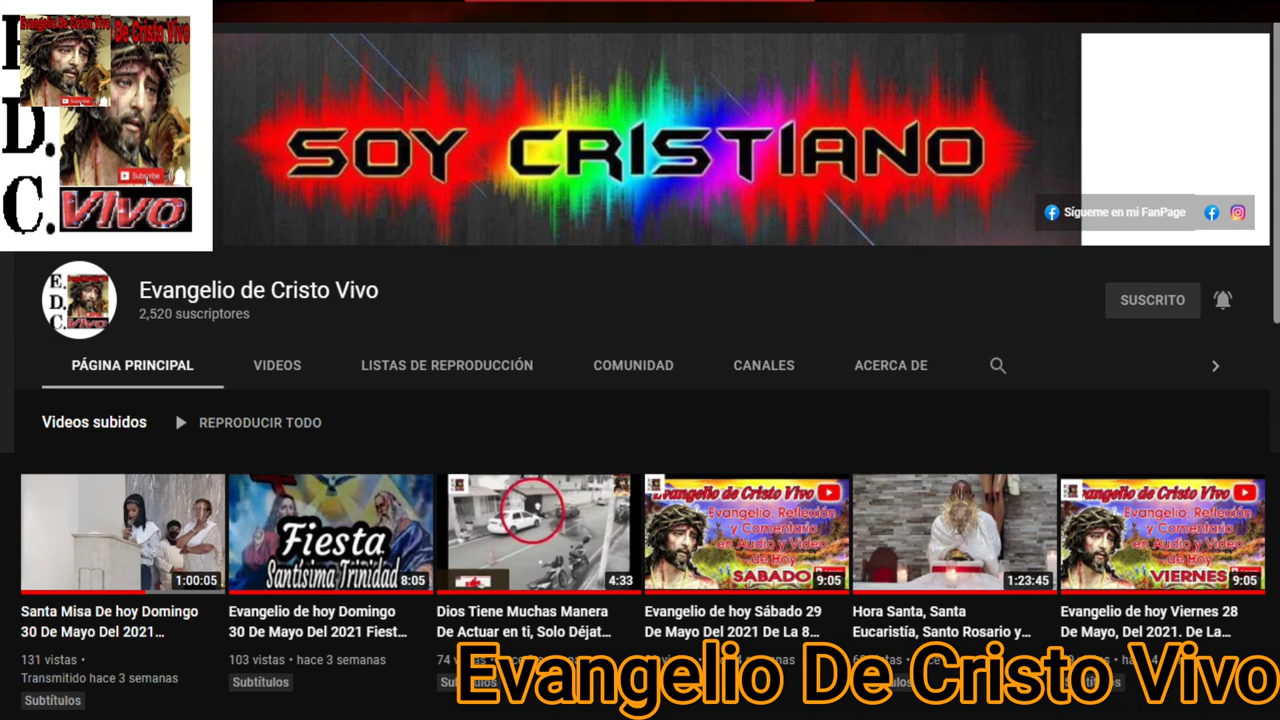 Evangelio De Cristo Vivo
De Cristo Vivo
Subscribe
Subscribe
E
D.
C.
Vivo
SOY CRISTIANO
Sígueme en mi FanPage
E.
D.
C.
Vivo
Evangelio de Cristo Vivo
2,520 suscriptores
SUSCRITO
PÁGINA PRINCIPAL
VIDEOS
LISTAS DE REPRODUCCIÓN
COMUNIDAD
CANALES
ACERCA DE
Videos subidos
REPRODUCIR TODO
1:00:05
Fiesta
Santísima Trinidad
8:05
4:33
Evangelio de Cristo Vivo
Evangelio, Reflexión
y Comentario
en Audio y Video
de Hoy
SABADO
9:05
1:23:45
Evangelio de Cristo Vivo
Evangelio, Reflexión
y Comentario
en Audio y Video
de Hoy
VIERNES
9:05
Santa Misa De hoy Domingo
30 De Mayo Del 2021...
131 vistas •
Transmitido hace 3 semanas
Subtítulos
Evangelio de hoy Domingo
30 De Mayo Del 2021 Fiest...
103 vistas • hace 3 semanas
Subtítulos
Dios Tiene Muchas Manera
De Actuar en ti, Solo Déjat...
74
Evangelio de hoy Sábado 29
De Mayo Del 2021 De La 8...
Hora Santa, Santa
Eucaristía, Santo Rosario y...
Evangelio de hoy Viernes 28
De Mayo, Del 2021. De La...
Evangelio De Cristo Vivo